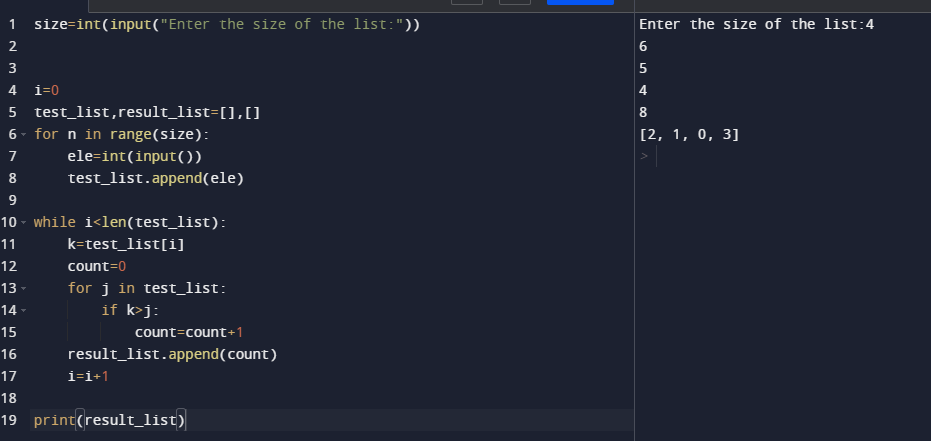 1 size=int(input("Enter the size of the list:"))
2
3
4 i=0
5 test_list,result_list=[],[]
6 for n in range(size):
7     ele=int(input())
8     test_list.append(ele)
9
10 while i<len(test_list):
11     k=test_list[i]
12     count=0
13     for j in test_list:
14         if k>j:
15             count=count+1
16     result_list.append(count)
17     i=i+1
18
19 print(result_list)
Enter the size of the list:4
6
5
4
8
[2, 1, 0, 3]
>